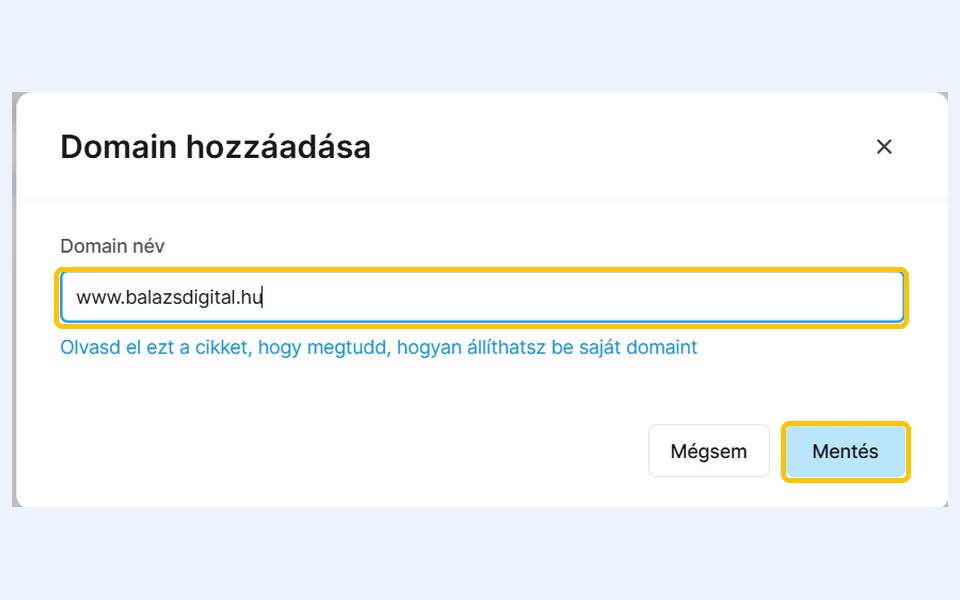 Domain hozzáadása
Domain név
www.balazsdigital.hu
Olvasd el ezt a cikket, hogy megtudd, hogyan állíthatsz be saját domaint
Mégsem
Mentés